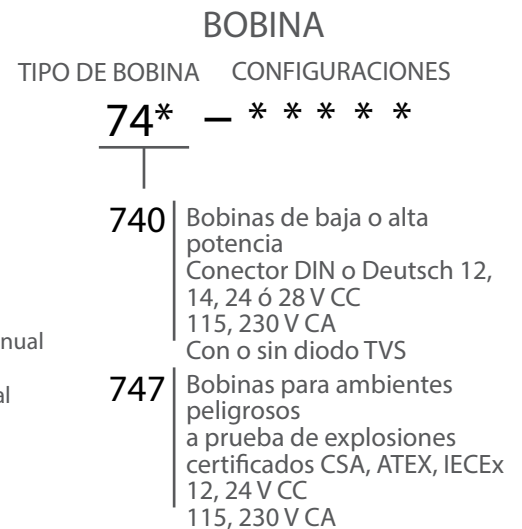 BOBINA
TIPO DE BOBINA CONFIGURACIONES
74* – * * * * *
740 Bobinas de baja o alta
potencia
Conector DIN o Deutsch 12,
14, 24 ó 28 V CC
115, 230 V CA
Con o sin diodo TVS
747 Bobinas para ambientes
peligrosos
a prueba de explosiones
certificados CSA, ATEX, IECEx
12, 24 V CC
115, 230 V CA